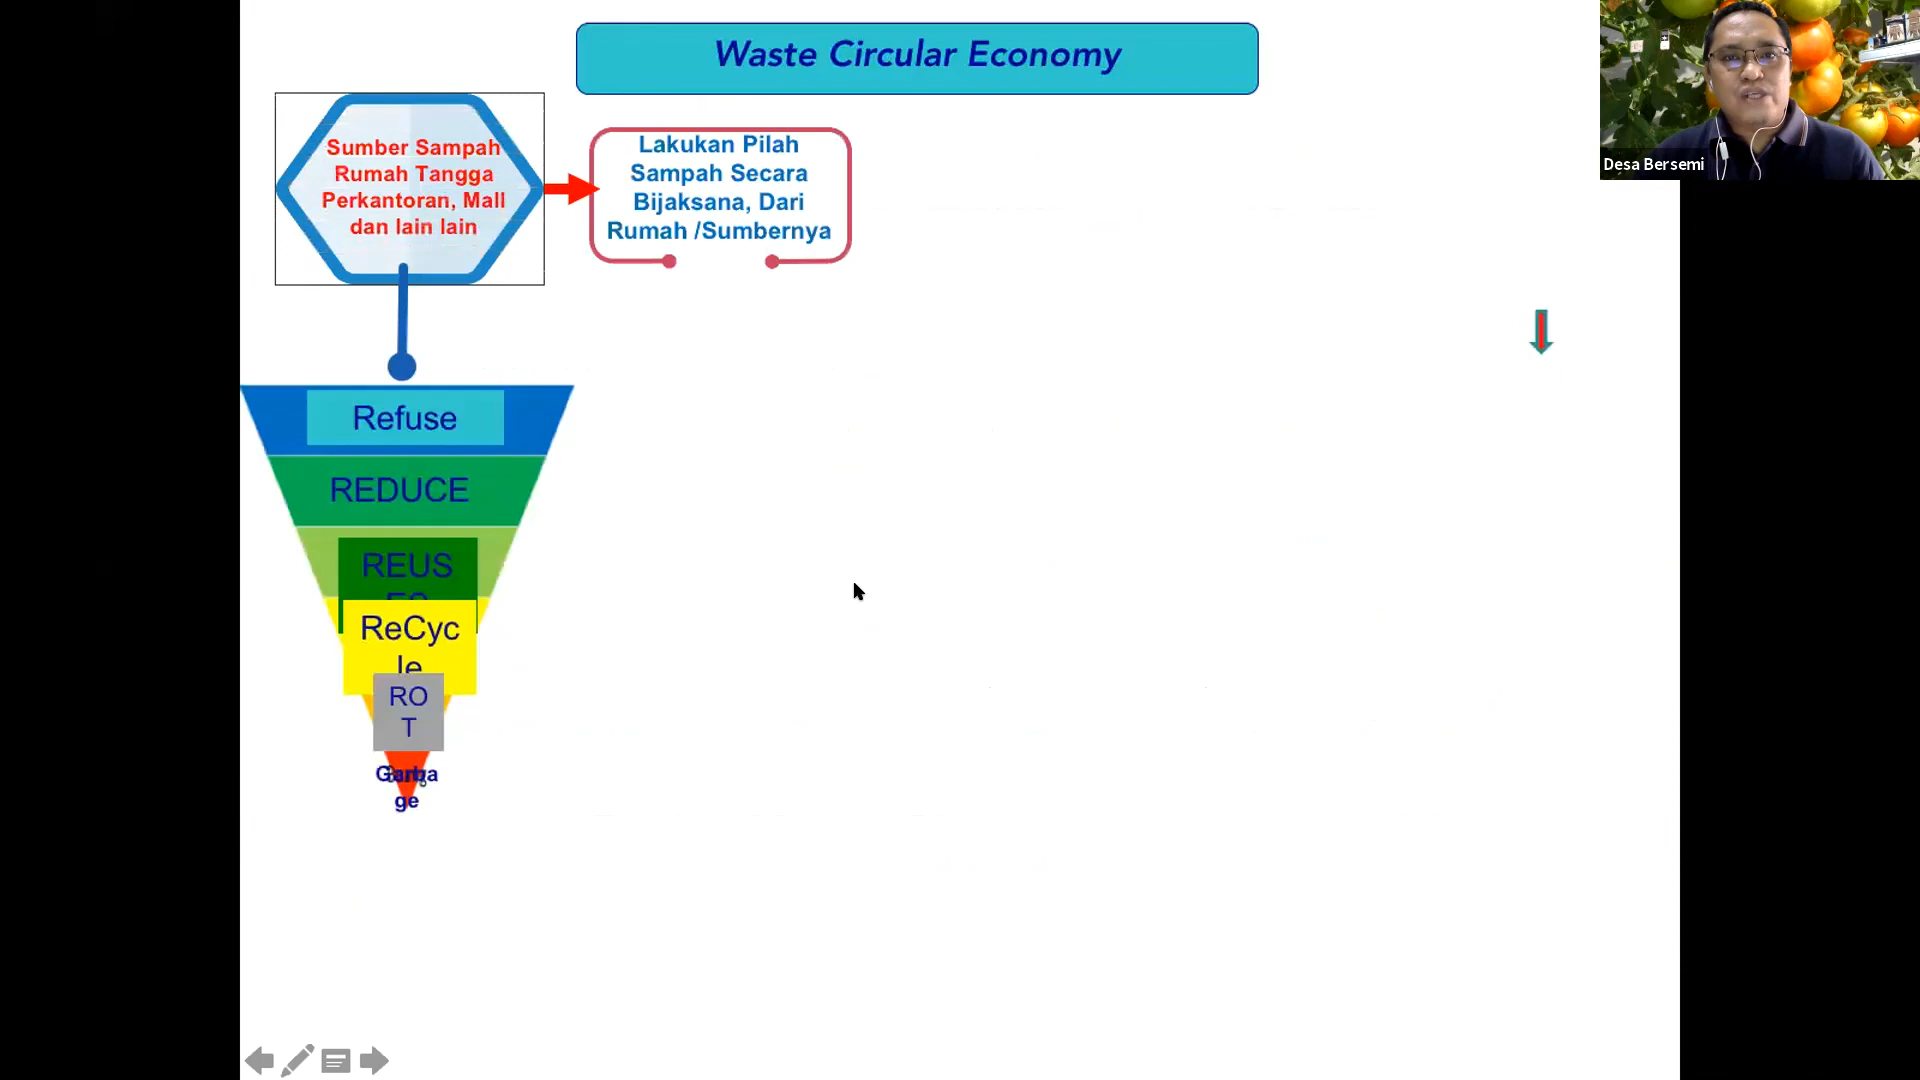 Waste Circular Economy
Sumber Sampah
Rumah Tangga
Perkantoran, Mall
dan lain lain
Lakukan Pilah
Sampah Secara
Bijaksana, Dari
Rumah /Sumbernya
Desa Bersemi
Refuse
REDUCE
REUS
ReCyc
le
RO
T
Garba
ge